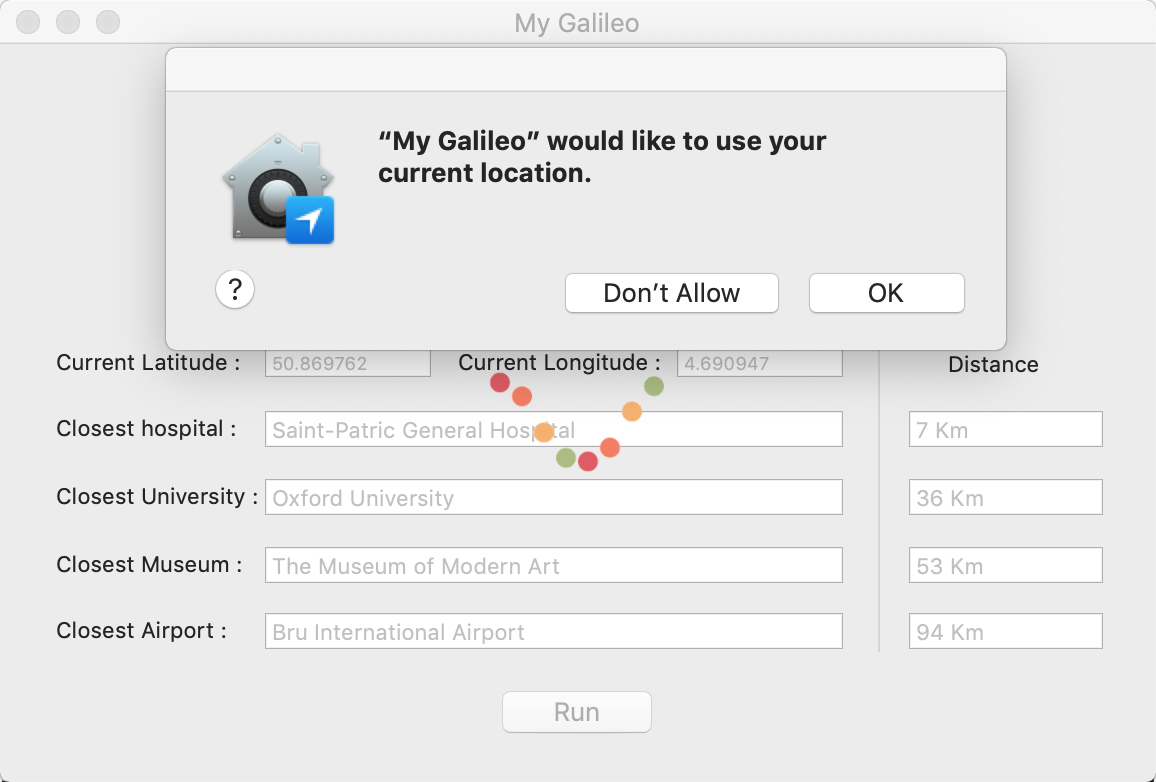 My Galileo
“My Galileo” would like to use your
current location.
?
Don’t Allow
OK
Current Latitude :
50.869762
Current Longitude :
4.690947
Distance
Closest hospital :
Saint-Patric General Hospital
7 Km
Closest University :
Oxford University
36 Km
Closest Museum :
The Museum of Modern Art
53 Km
Closest Airport :
Bru International Airport
94 Km
Run